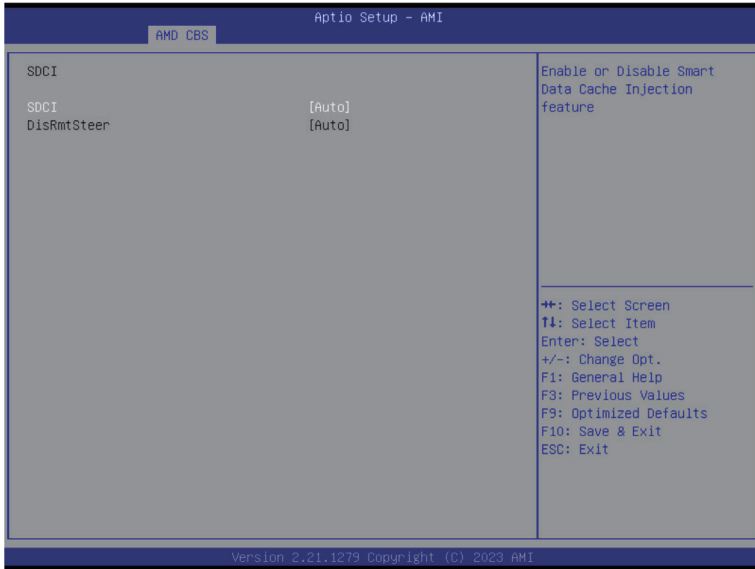 Aptio Setup - AMI
AMD CBS
SDCI
SDCI [Auto]
DisRmtSteer [Auto]
Enable or Disable Smart
Data Cache Injection
feature
→←: Select Screen
↑↓: Select Item
Enter: Select
+/-: Change Opt.
F1: General Help
F3: Previous Values
F9: Optimized Defaults
F10: Save & Exit
ESC: Exit
Version 2.21.1279 Copyright (C) 2023 AMI